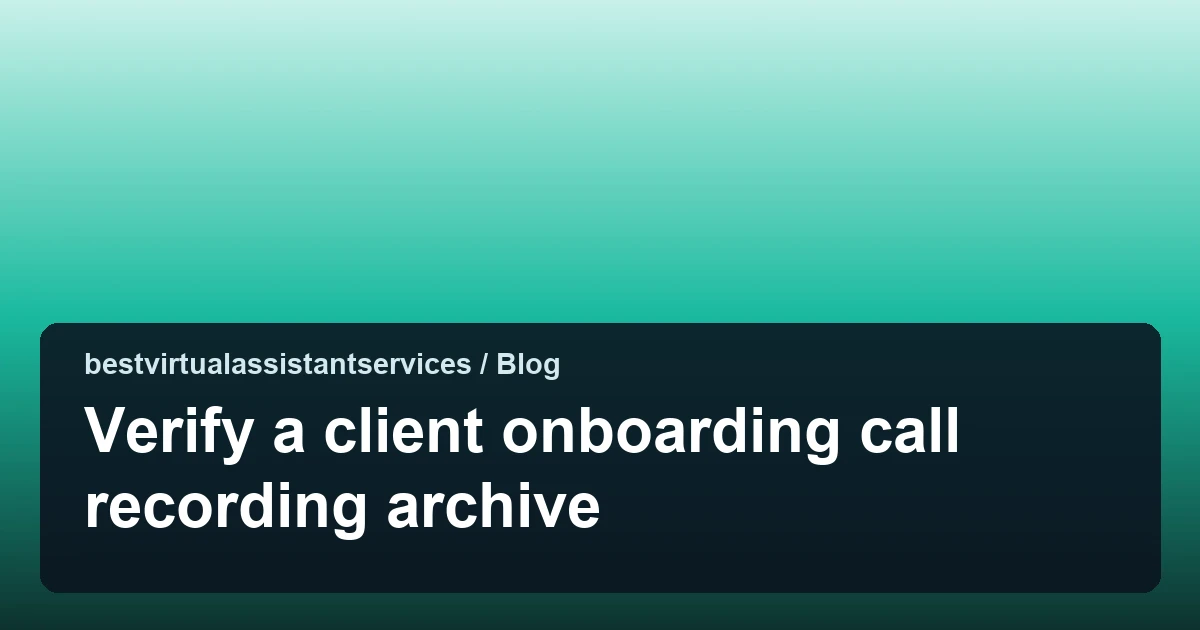 bestvirtualassistantservices / Blog
Verify a client onboarding call
recording archive